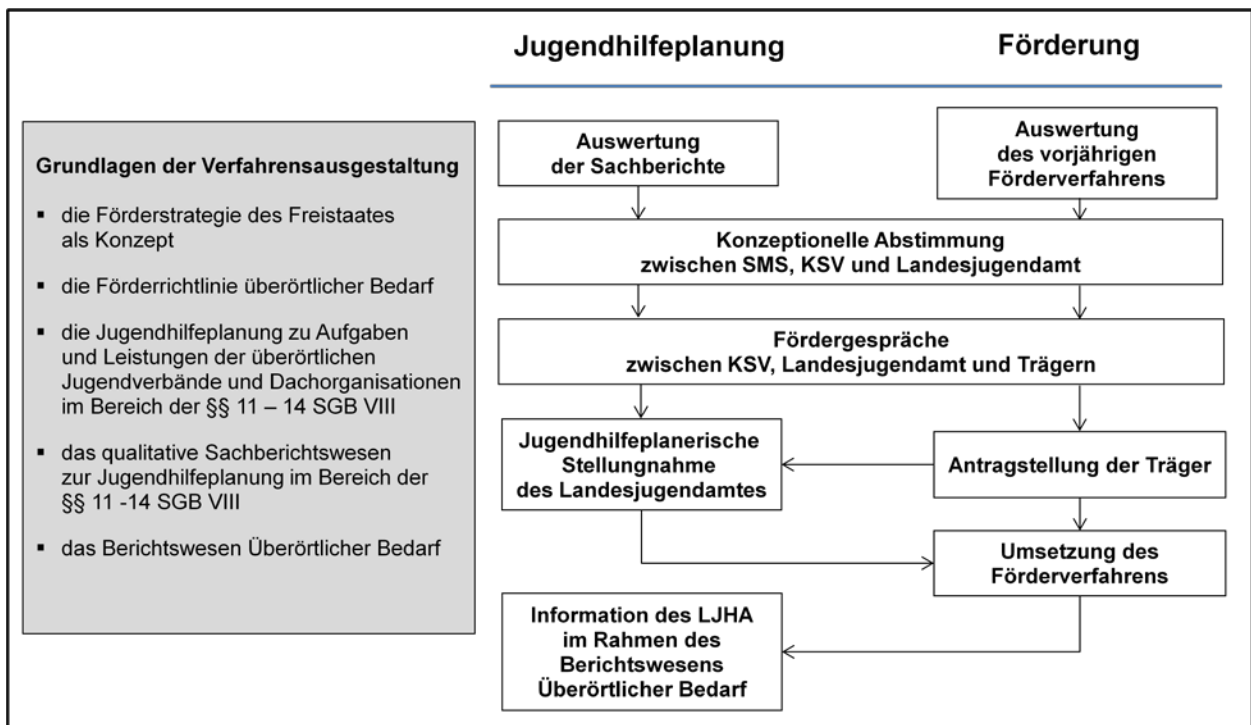 Jugendhilfeplanung
Förderung
Grundlagen der Verfahrensausgestaltung
▪ die Förderstrategie des Freistaates
als Konzept
▪ die Förderrichtlinie überörtlicher Bedarf
▪ die Jugendhilfeplanung zu Aufgaben
und Leistungen der überörtlichen
Jugendverbände und Dachorganisationen
im Bereich der §§ 11 – 14 SGB VIII
▪ das qualitative Sachberichtswesen
zur Jugendhilfeplanung im Bereich der
§§ 11 -14 SGB VIII
▪ das Berichtswesen Überörtlicher Bedarf
Auswertung
der Sachberichte
Auswertung
des vorjährigen
Förderverfahrens
Konzeptionelle Abstimmung
zwischen SMS, KSV und Landesjugendamt
Fördergespräche
zwischen KSV, Landesjugendamt und Trägern
Jugendhilfeplanerische
Stellungnahme
des Landesjugendamtes
Antragstellung der Träger
Umsetzung des
Förderverfahrens
Information des LJHA
im Rahmen des
Berichtswesens
Überörtlicher Bedarf